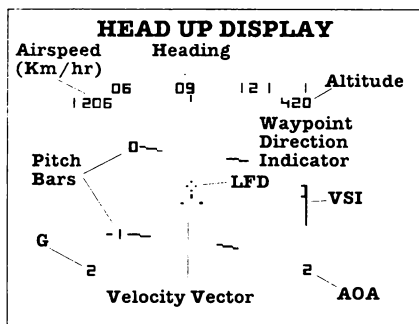 HEAD UP DISPLAY
Airspeed Heading
(Km/hr)
06 09 121 Altitude
1206 420
Waypoint
Direction
Indicator
0
Pitch
Bars
LFD
VSI
-1
G
2 2
Velocity Vector AOA